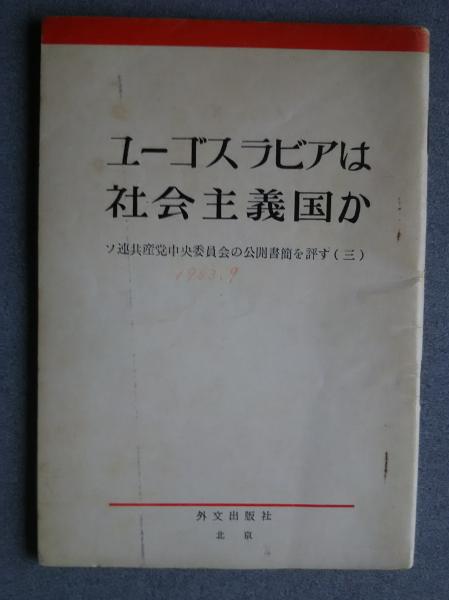 ユーゴスラビアは
社会主義国か
ソ連共産党中央委員会の公開書簡を評す(三)
1963.9
外文出版社
北京